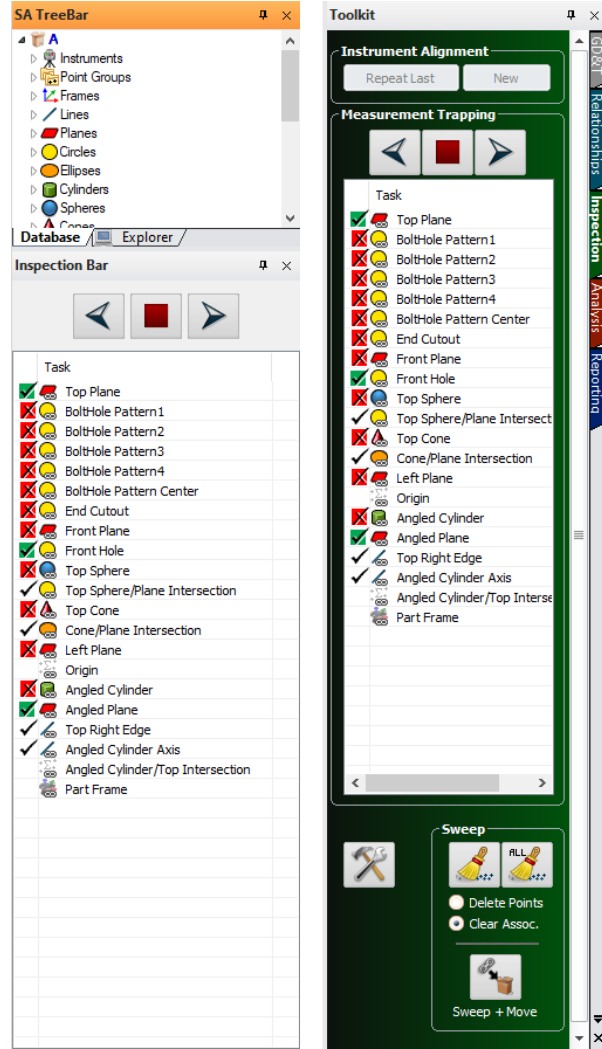 SA TreeBar
A
Instruments
Point Groups
Frames
Lines
Planes
Circles
Ellipses
Cylinders
Spheres
Cones
Database
Explorer
Inspection Bar
Task
Top Plane
BoltHole Pattern1
BoltHole Pattern2
BoltHole Pattern3
BoltHole Pattern4
BoltHole Pattern Center
End Cutout
Front Plane
Front Hole
Top Sphere
Top Sphere/Plane Intersection
Top Cone
Cone/Plane Intersection
Left Plane
Origin
Angled Cylinder
Angled Plane
Top Right Edge
Angled Cylinder Axis
Angled Cylinder/Top Intersection
Part Frame
Toolkit
Instrument Alignment
Repeat Last
New
Measurement Trapping
Task
Top Plane
BoltHole Pattern1
BoltHole Pattern2
BoltHole Pattern3
BoltHole Pattern4
BoltHole Pattern Center
End Cutout
Front Plane
Front Hole
Top Sphere
Top Sphere/Plane Intersect
Top Cone
Cone/Plane Intersection
Left Plane
Origin
Angled Cylinder
Angled Plane
Top Right Edge
Angled Cylinder Axis
Angled Cylinder/Top Interse
Part Frame
Sweep
ALL
Delete Points
Clear Assoc.
Sweep + Move
GD&T
Relationships
Inspection
Analysis
Reporting